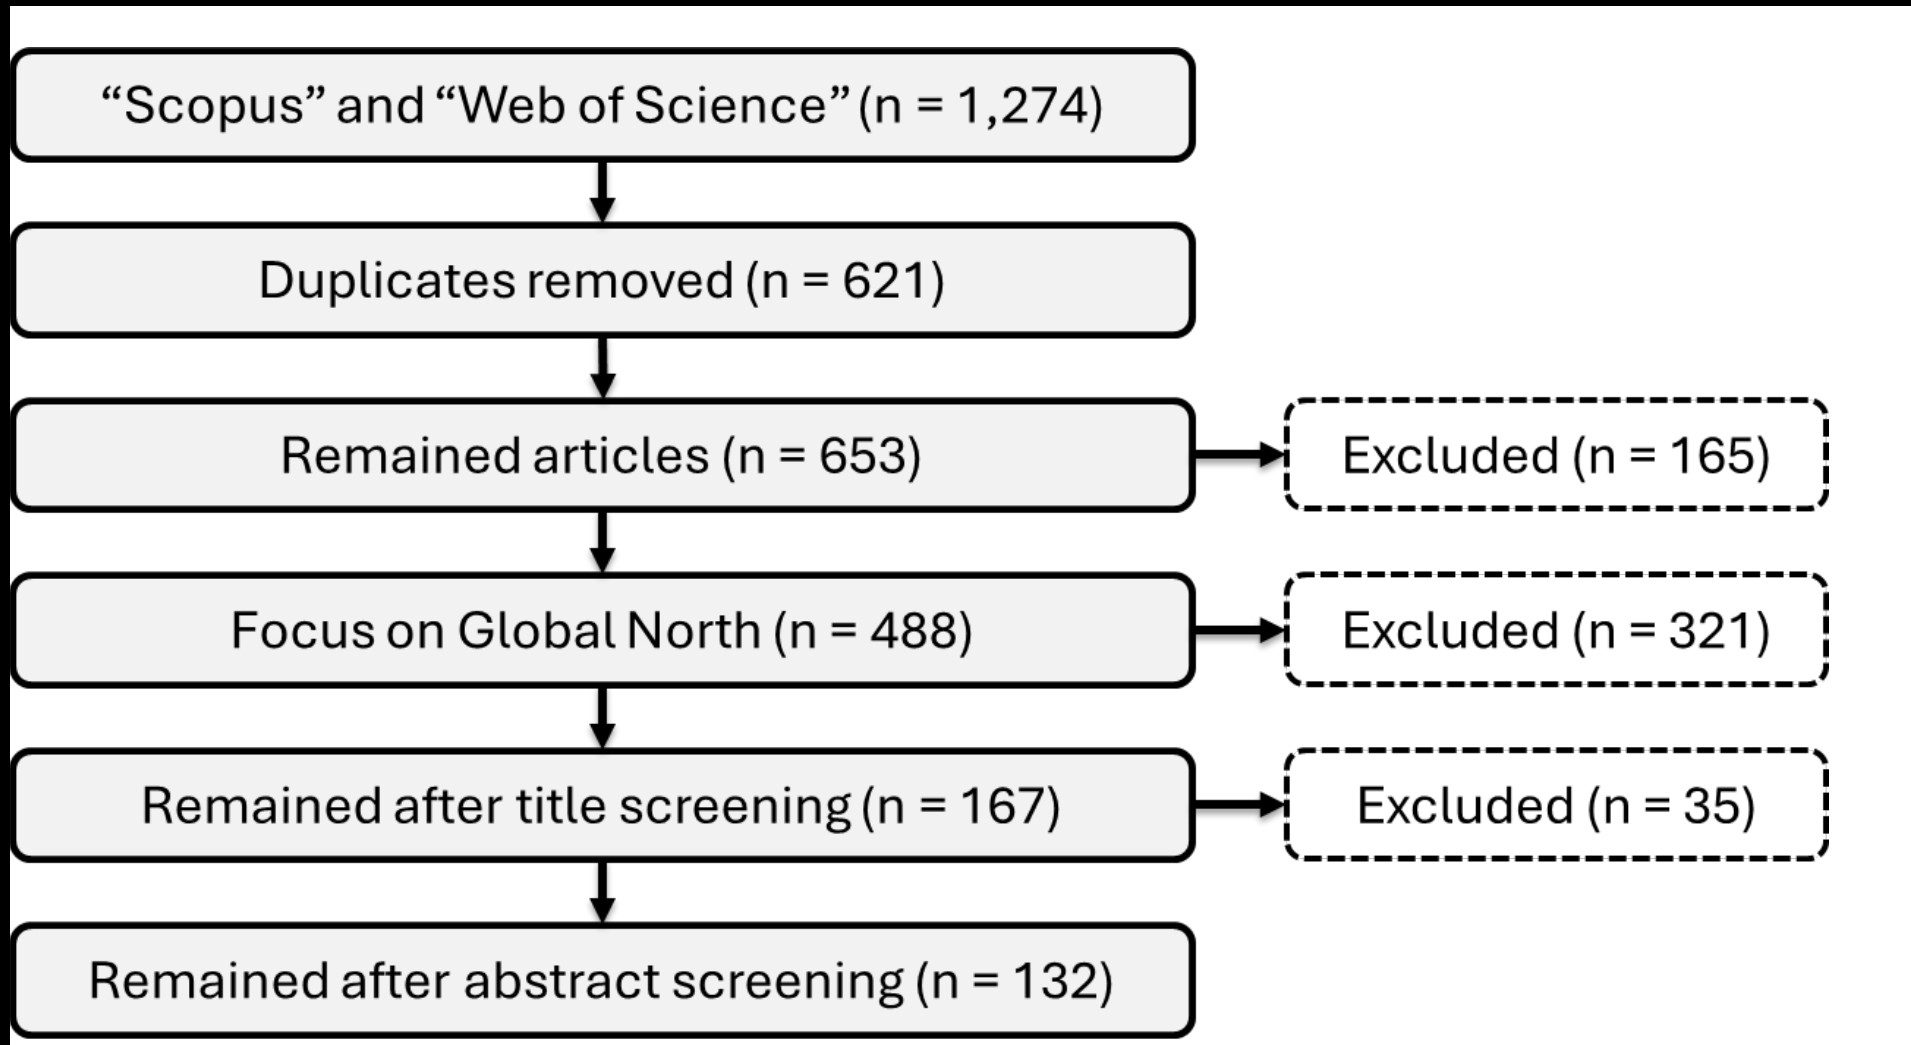 “Scopus” and “Web of Science” (n = 1,274)
Duplicates removed (n = 621)
Remained articles (n = 653)
Excluded (n = 165)
Focus on Global North (n = 488)
Excluded (n = 321)
Remained after title screening (n = 167)
Excluded (n = 35)
Remained after abstract screening (n = 132)